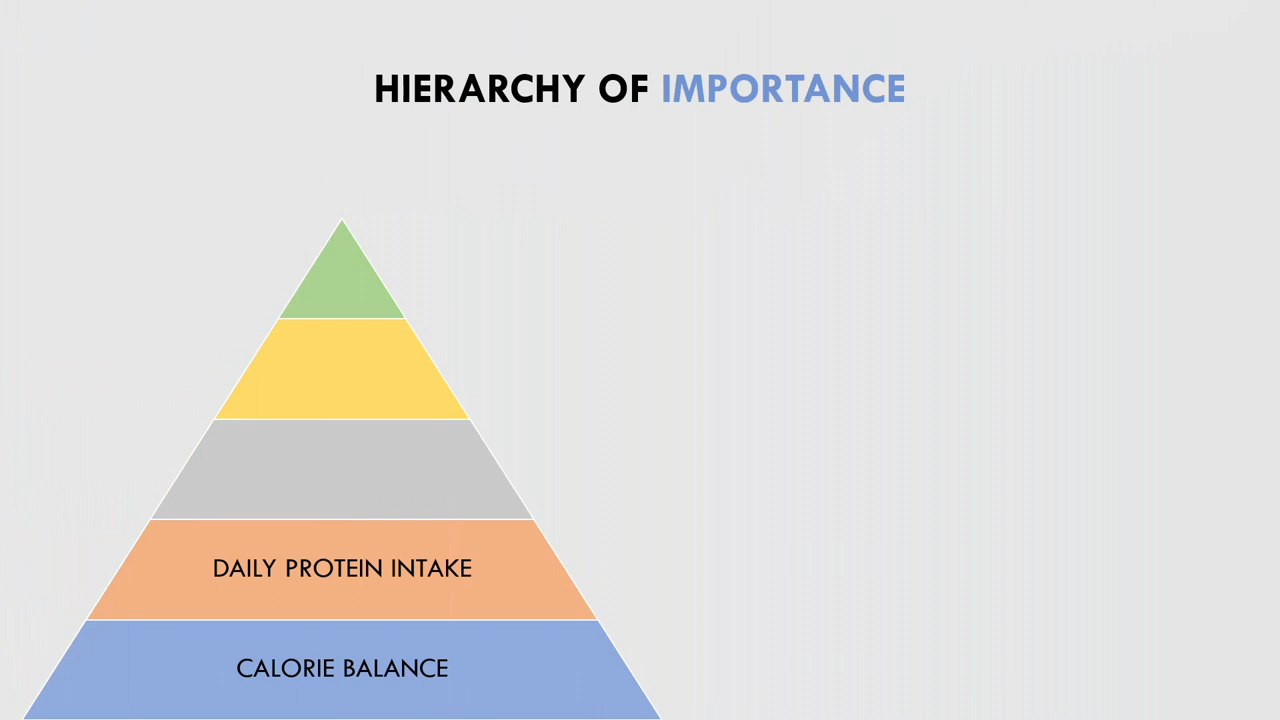 HIERARCHY OF IMPORTANCE
DAILY PROTEIN INTAKE
CALORIE BALANCE